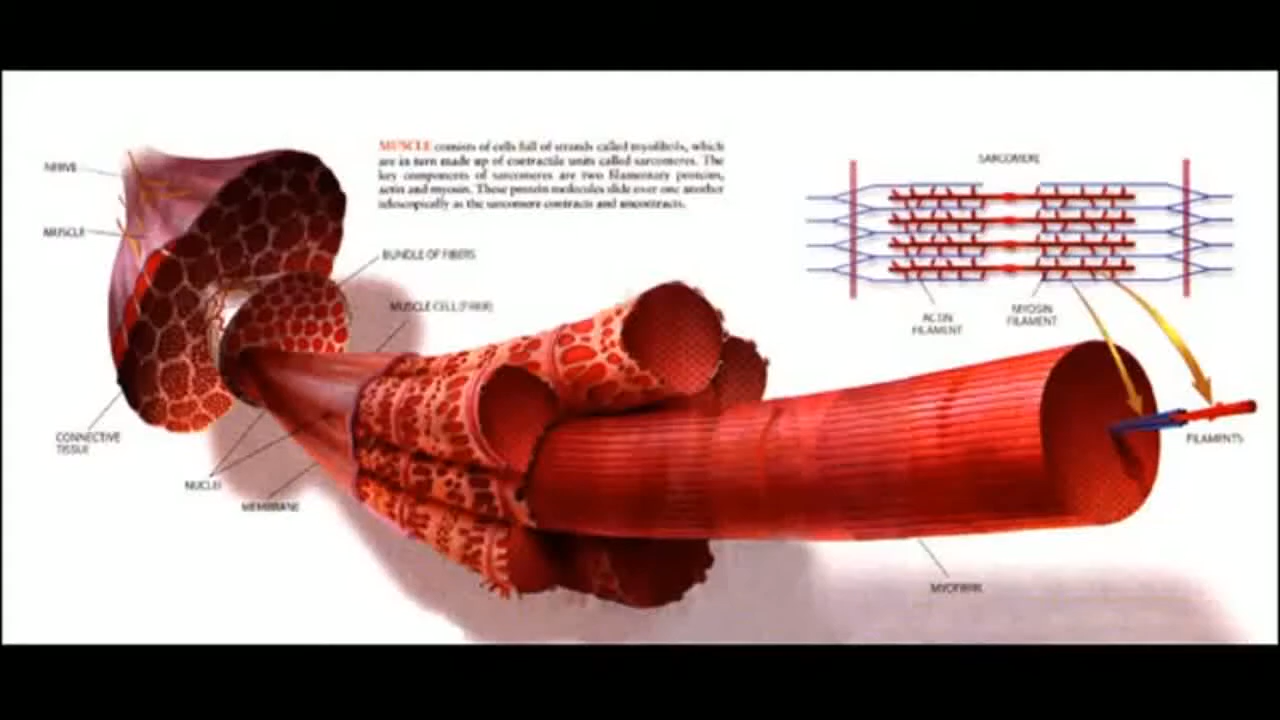 MUSCLE consists of cells full of strands called myofibrils, which
are in turn made up of contractile units called sarcomeres. The
key components of sarcomeres are two filamentary proteins,
actin and myosin. These protein molecules slide over one another
telescopically as the sarcomere contracts and uncontracts.
NERVE
MUSCLE
BUNDLE OF FIBERS
MUSCLE CELL (FIBER)
CONNECTIVE
TISSUE
NUCLEI
MEMBRANE
SARCOMERE
ACTIN
FILAMENT
MYOSIN
FILAMENT
FILAMENTS